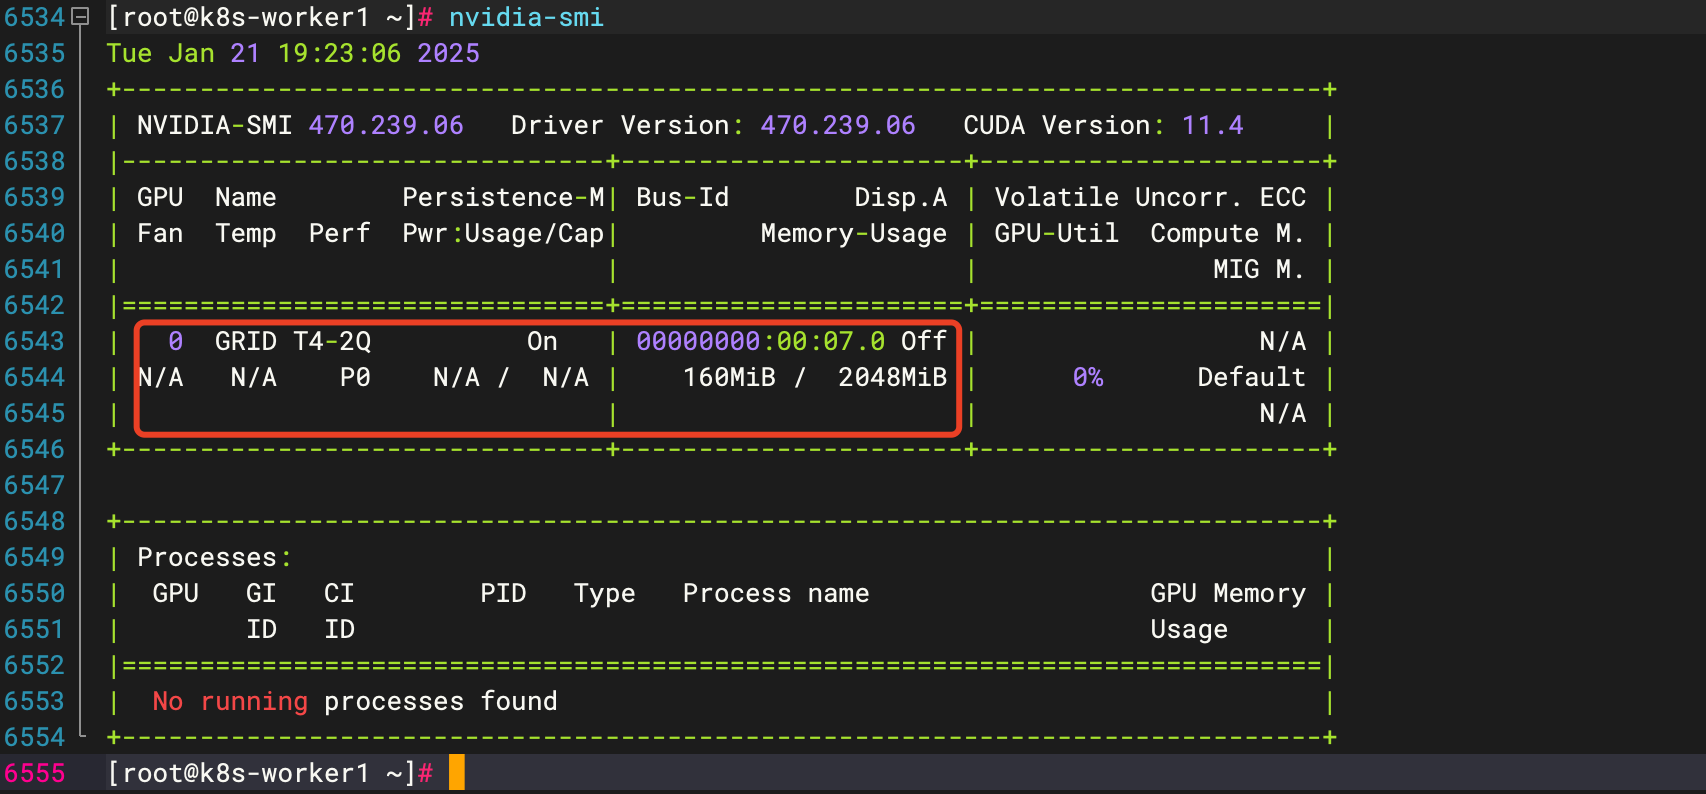 6534 [root@k8s-worker1 ~]# nvidia-smi
6535 Tue Jan 21 19:23:06 2025
6536 +-----------------------------------------------------------------------------+
6537 | NVIDIA-SMI 470.239.06   Driver Version: 470.239.06   CUDA Version: 11.4     |
6538 |-------------------------------+----------------------+----------------------+
6539 | GPU  Name        Persistence-M| Bus-Id        Disp.A | Volatile Uncorr. ECC |
6540 | Fan  Temp  Perf  Pwr:Usage/Cap|         Memory-Usage | GPU-Util  Compute M. |
6541 |                               |                      |               MIG M. |
6542 |===============================+======================+======================|
6543 |   0  GRID T4-2Q          On   | 00000000:00:07.0 Off |                  N/A |
6544 | N/A   N/A    P0    N/A /  N/A |    160MiB /  2048MiB |      0%      Default |
6545 |                               |                      |                  N/A |
6546 +-------------------------------+----------------------+----------------------+
6547
6548 +-----------------------------------------------------------------------------+
6549 | Processes:                                                                  |
6550 |  GPU   GI   CI        PID   Type   Process name                  GPU Memory |
6551 |        ID   ID                                                   Usage      |
6552 |=============================================================================|
6553 |  No running processes found                                                 |
6554 +-----------------------------------------------------------------------------+
6555 [root@k8s-worker1 ~]#